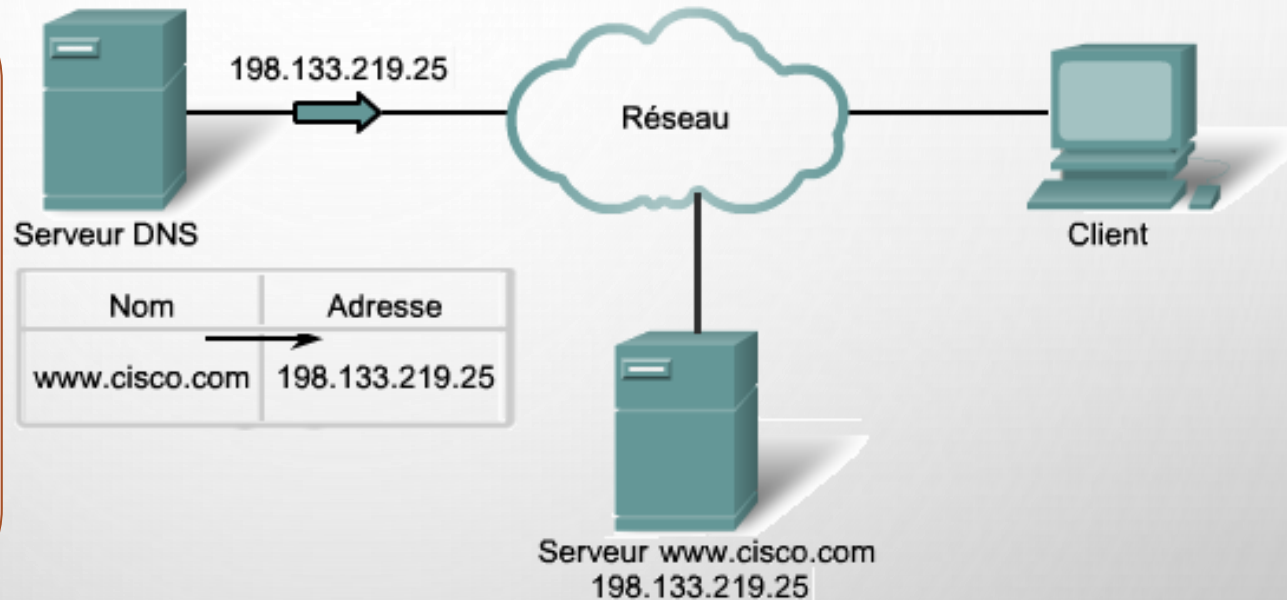 198.133.219.25
Réseau
Serveur DNS
Client
Nom Adresse
www.cisco.com 198.133.219.25
Serveur www.cisco.com
198.133.219.25